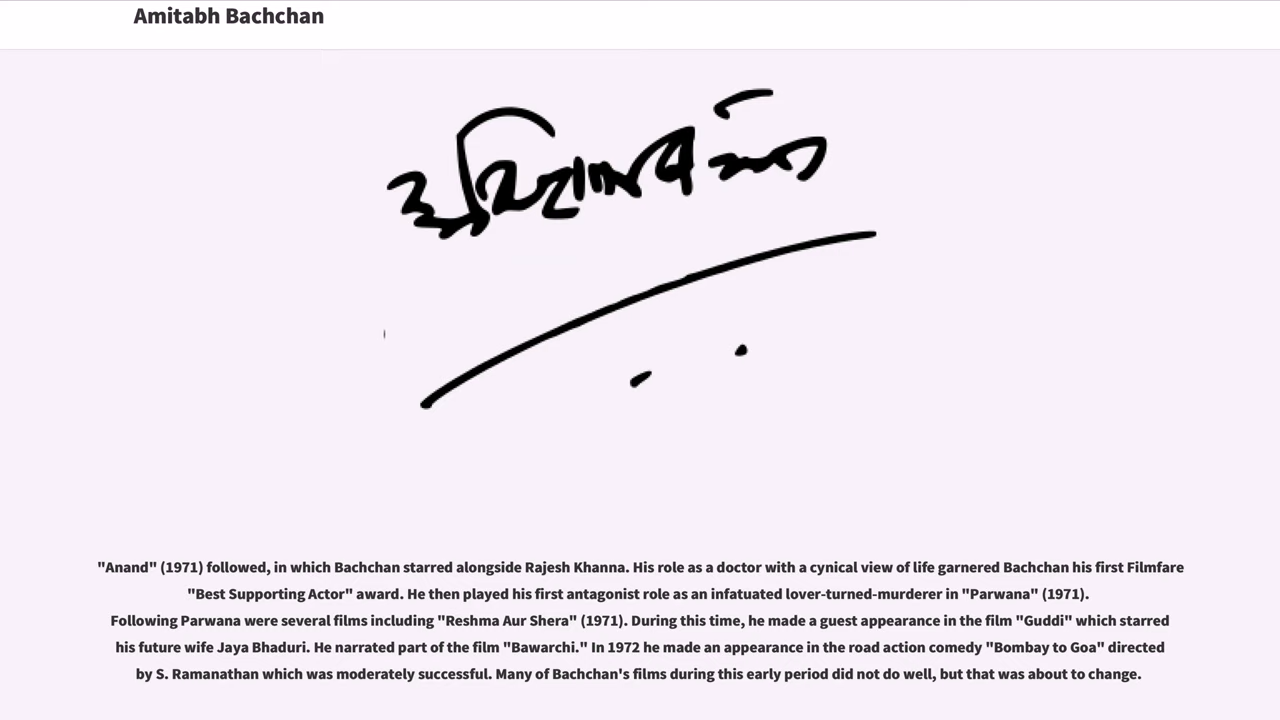 Amitabh Bachchan
"Anand" (1971) followed, in which Bachchan starred alongside Rajesh Khanna. His role as a doctor with a cynical view of life garnered Bachchan his first Filmfare
"Best Supporting Actor" award. He then played his first antagonist role as an infatuated lover-turned-murderer in "Parwana" (1971).
Following Parwana were several films including "Reshma Aur Shera" (1971). During this time, he made a guest appearance in the film "Guddi" which starred
his future wife Jaya Bhaduri. He narrated part of the film "Bawarchi." In 1972 he made an appearance in the road action comedy "Bombay to Goa" directed
by S. Ramanathan which was moderately successful. Many of Bachchan's films during this early period did not do well, but that was about to change.